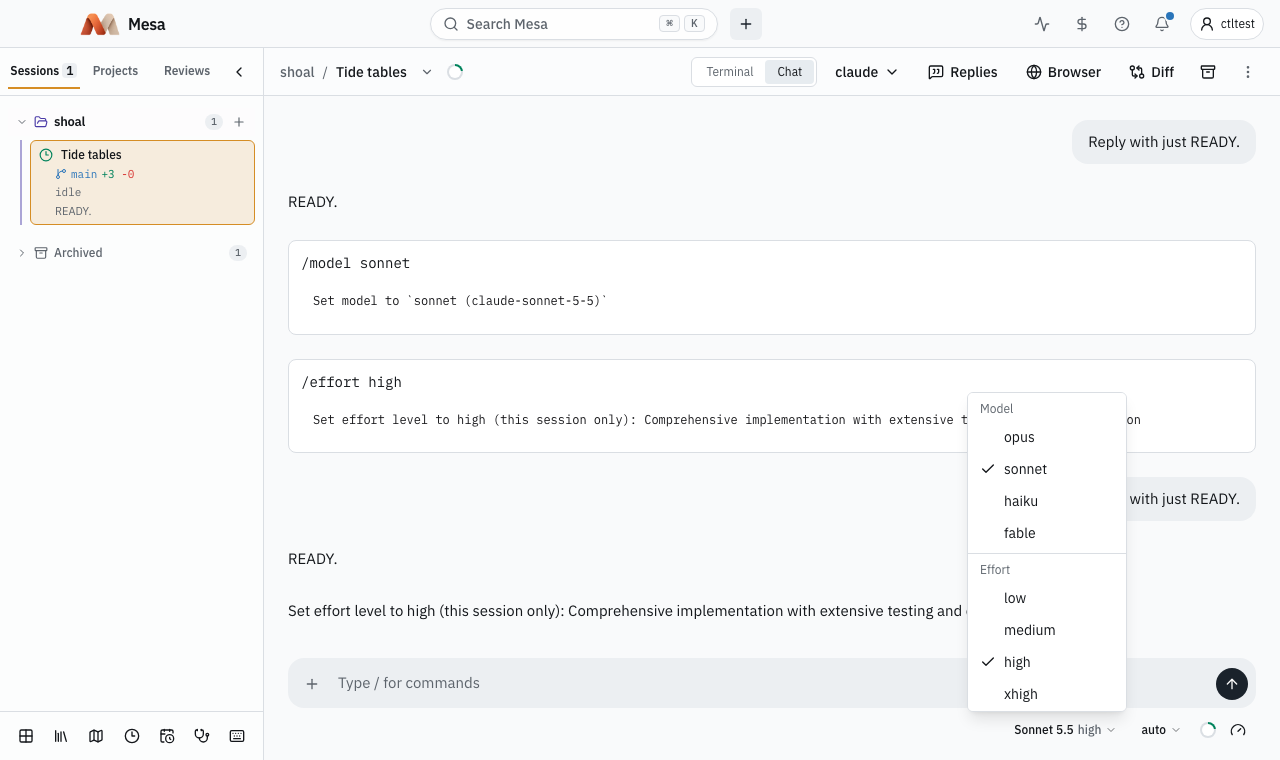 Mesa
Search Mesa
⌘ K
ctltest
Sessions 1
Projects
Reviews
shoal / Tide tables
Terminal
Chat
claude
Replies
Browser
Diff
shoal
1
Tide tables
main +3 -0
idle
READY.
Archived
1
Reply with just READY.
READY.
/model sonnet
Set model to `sonnet (claude-sonnet-5-5)`
/effort high
Set effort level to high (this session only): Comprehensive implementation with extensive
with just READY.
READY.
Set effort level to high (this session only): Comprehensive implementation with extensive testing and
Model
opus
sonnet
haiku
fable
Effort
low
medium
high
xhigh
Type / for commands
Sonnet 5.5 high
auto